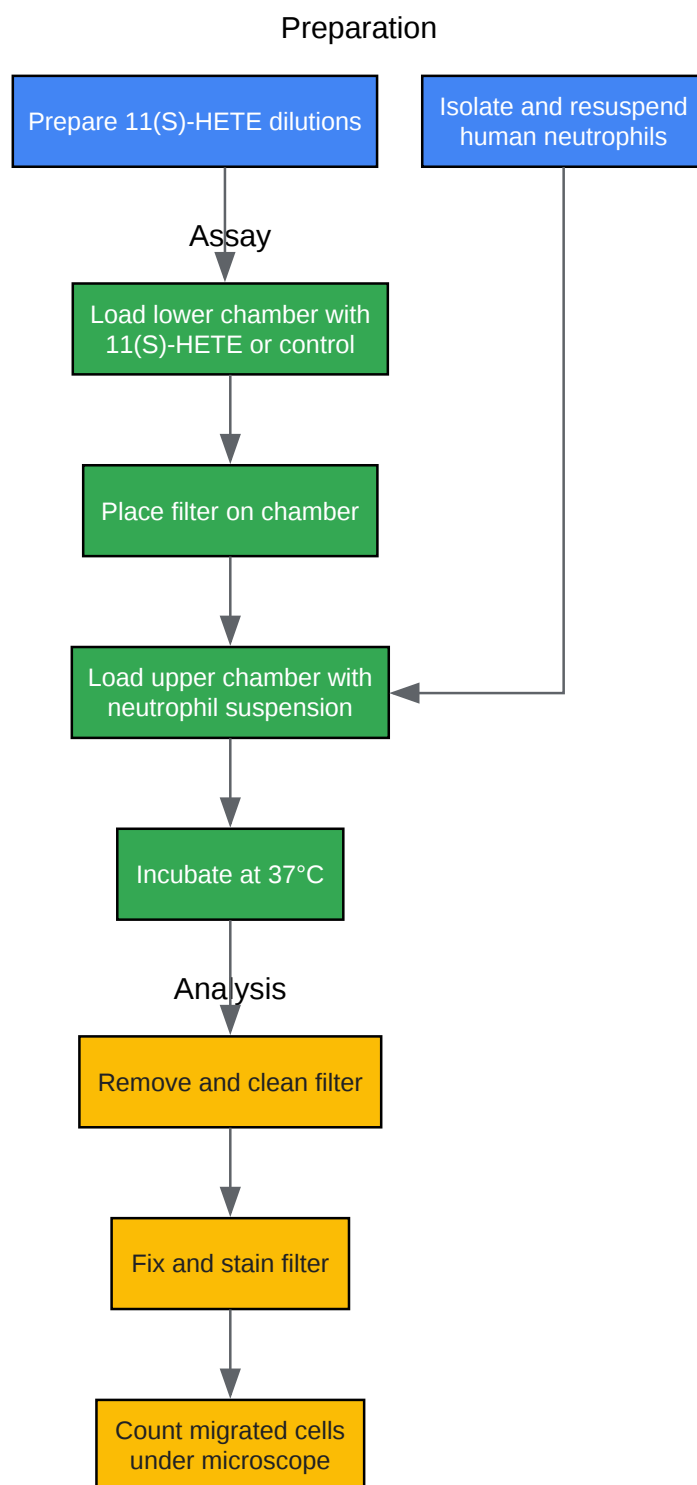 Preparation
Prepare 11(S)-HETE dilutions
Isolate and resuspend
human neutrophils
Assay
Load lower chamber with
11(S)-HETE or control
Place filter on chamber
Load upper chamber with
neutrophil suspension
Incubate at 37°C
Analysis
Remove and clean filter
Fix and stain filter
Count migrated cells
under microscope